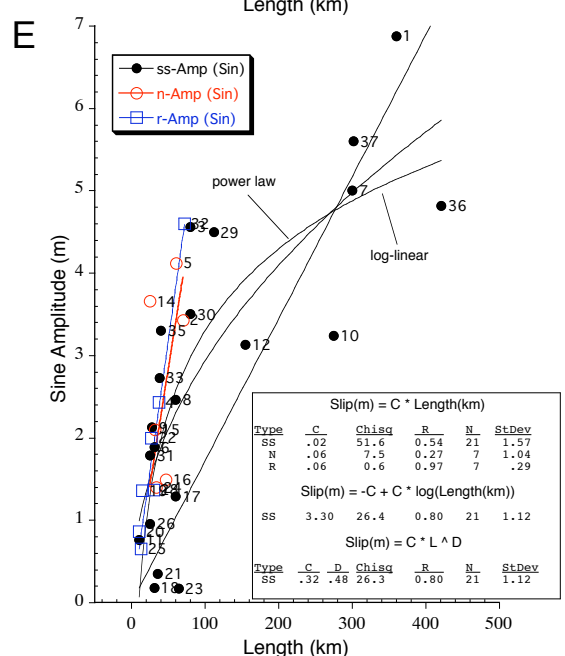 Length (km)
E
7
6
5
4
3
2
1
0
Sine Amplitude (m)
ss-Amp (Sin)
n-Amp (Sin)
r-Amp (Sin)
1
37
7
36
power law
log-linear
32
3
29
5
14
2
30
35
12
10
33
4
8
9
15
22
6
31
16
24
17
26
20
11
25
21
18
23
Slip(m) = C * Length(km)
Type C Chisq R N StDev
SS .02 51.6 0.54 21 1.57
N .06 7.5 0.27 7 1.04
R .06 0.6 0.97 7 .29
Slip(m) = -C + C * log(Length(km))
SS 3.30 26.4 0.80 21 1.12
Slip(m) = C * L ^ D
Type C D Chisq R N StDev
SS .32 .48 26.3 0.80 21 1.12
0 100 200 300 400 500
Length (km)